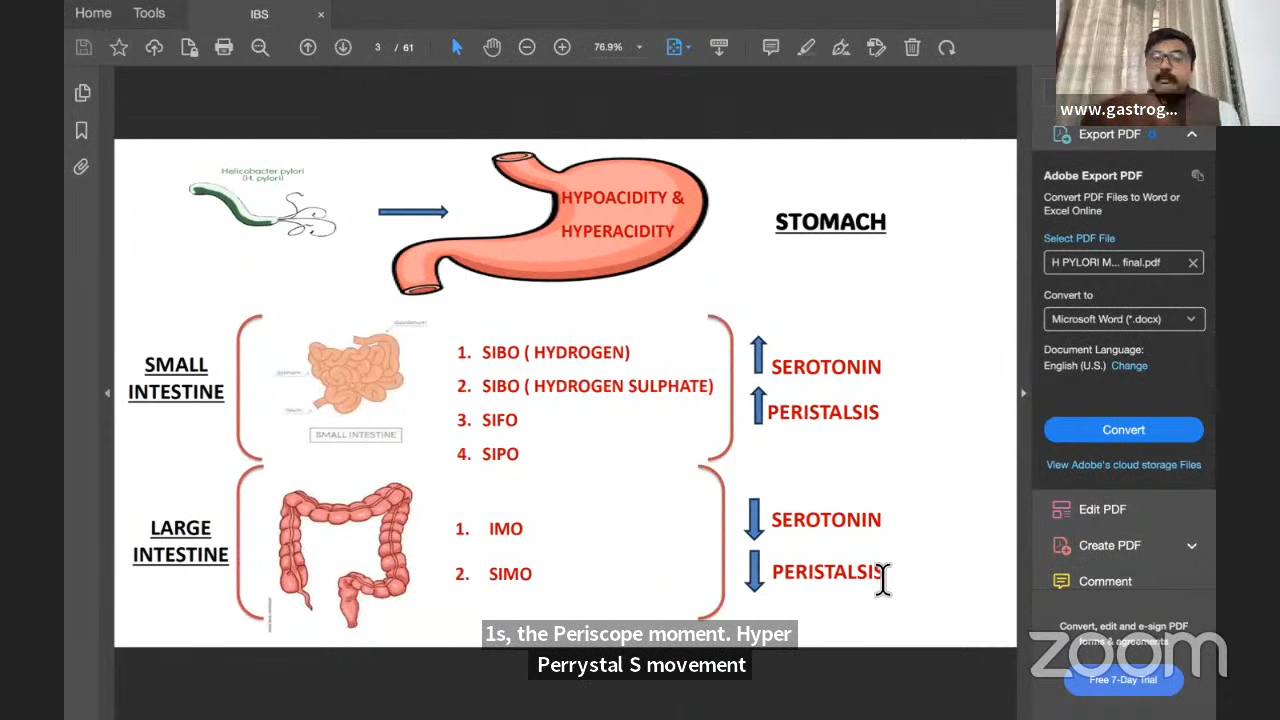 Home
Tools
IBS
3 / 61
76.9%
www.gastrog...
Export PDF
Adobe Export PDF
Convert PDF Files to Word or
Excel Online
Select PDF File
H PYLORI M... final.pdf
Convert to
Microsoft Word (*.docx)
Document Language:
English (U.S.) Change
Convert
View Adobe's cloud storage Files
Edit PDF
Create PDF
Comment
Convert, edit and e-sign PDF
forms & agreements
Free 7-Day Trial
zoom
Helicobacter pylori
(H. pylori)
HYPOACIDITY &
HYPERACIDITY
STOMACH
SMALL
INTESTINE
SMALL INTESTINE
1. SIBO ( HYDROGEN)
2. SIBO ( HYDROGEN SULPHATE)
3. SIFO
4. SIPO
SEROTONIN
PERISTALSIS
LARGE
INTESTINE
1. IMO
2. SIMO
SEROTONIN
PERISTALSIS
1s, the Periscope moment. Hyper
Perrystal S movement